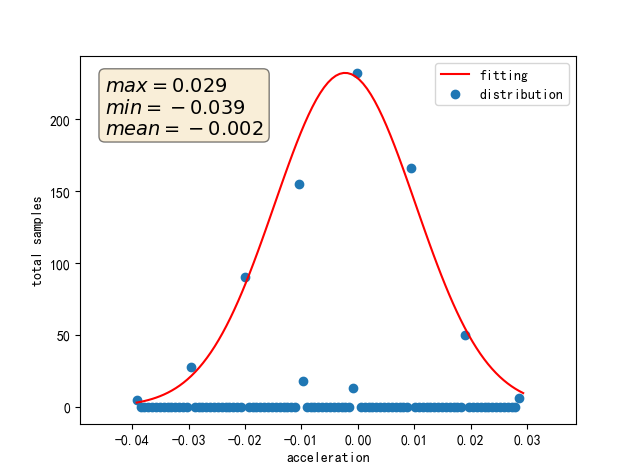 max = 0.029
min = −0.039
mean = −0.002
fitting
distribution
200
150
100
50
0
total samples
-0.04 -0.03 -0.02 -0.01 0.00 0.01 0.02 0.03
acceleration